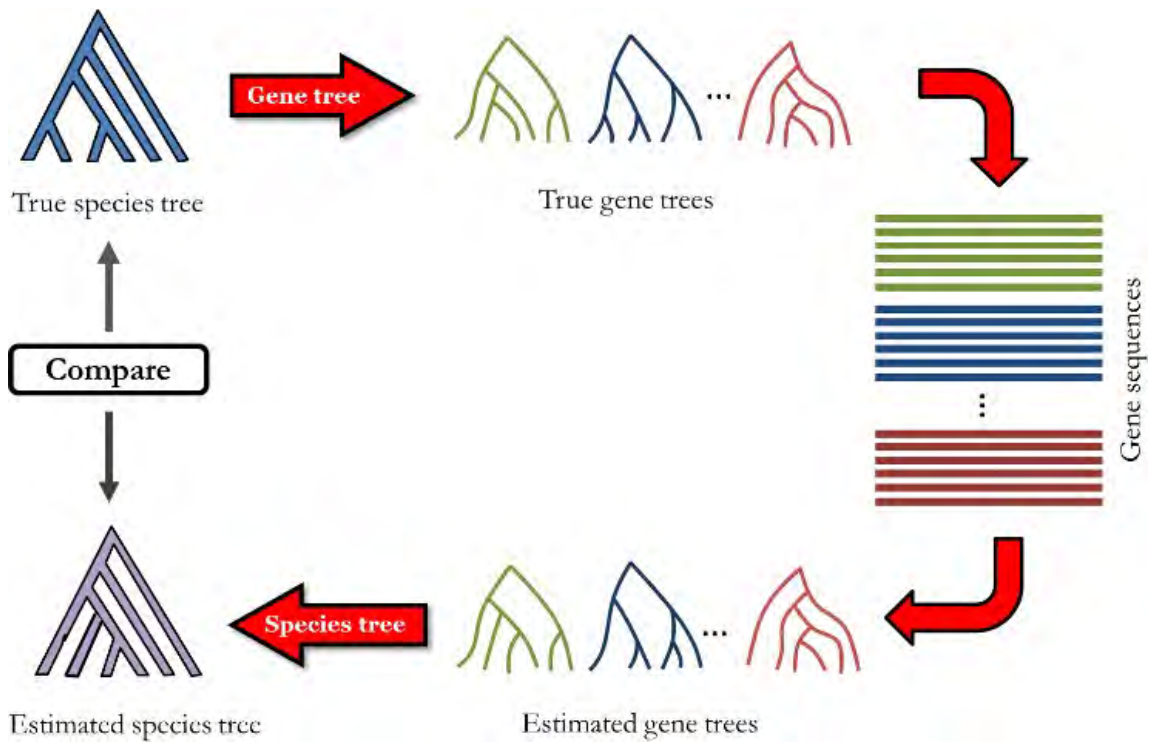 Gene tree
...
True species tree
True gene trees
Gene sequences
...
Compare
Species tree
...
Estimated species tree
Estimated gene trees